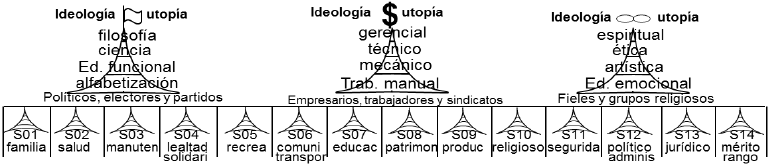 Ideología utopía
filosofía
ciencia
Ed. funcional
alfabetización
Políticos, electores y partidos
Ideología $ utopía
gerencial
técnico
mecánico
Trab. manual
Empresarios, trabajadores y sindicatos
Ideología utopía
espiritual
ética
artística
Ed. emocional
Fieles y grupos religiosos
S01 S02 S03 S04 S05 S06 S07 S08 S09 S10 S11 S12 S13 S14
familia salud manuten lealtad recrea comuni educac patrimon produc religioso segurida político jurídico mérito
solidari transpor adminis rango